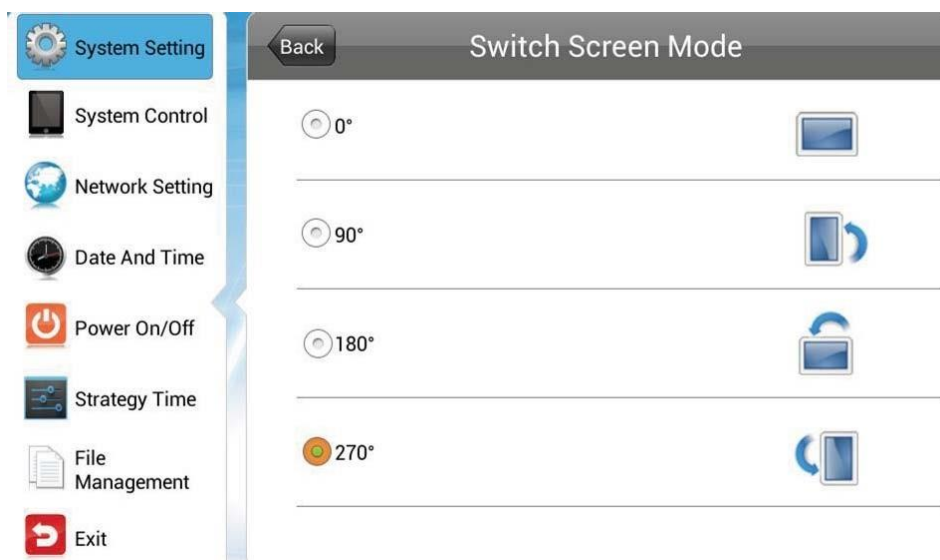 System Setting
System Control
Network Setting
Date And Time
Power On/Off
Strategy Time
File
Management
Exit
Back
Switch Screen Mode
0°
90°
180°
270°